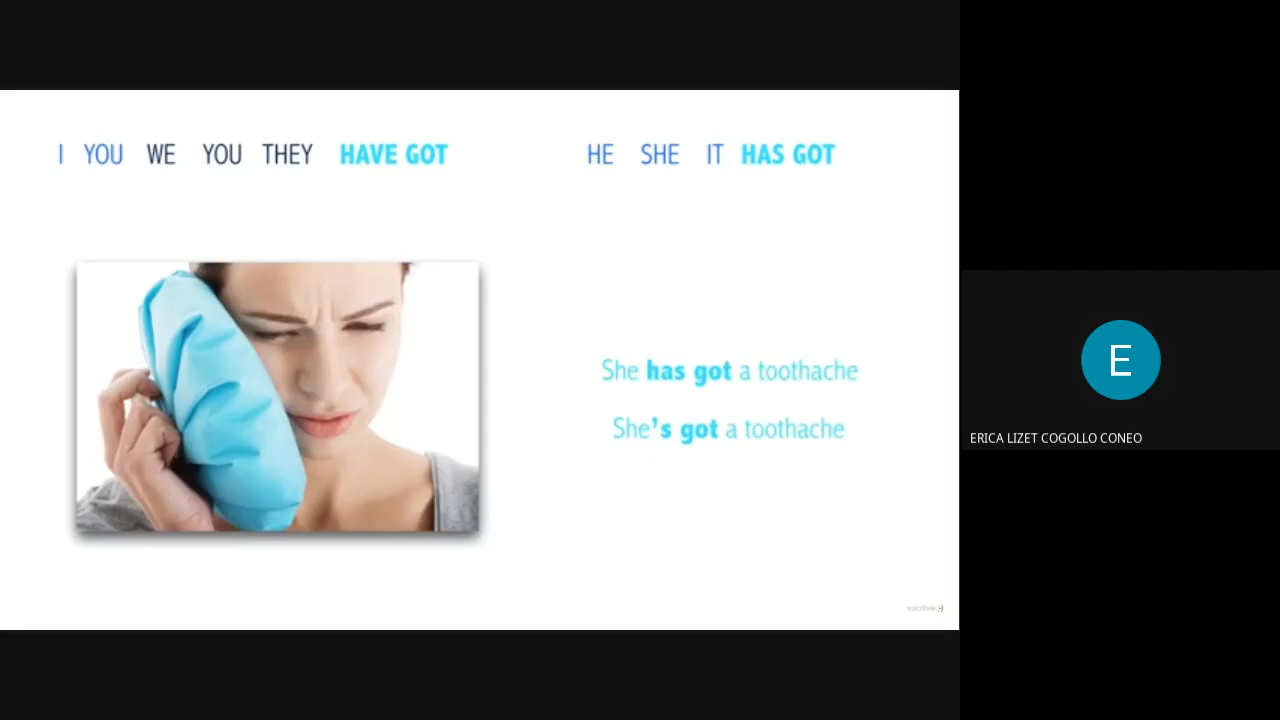 I YOU WE YOU THEY HAVE GOT
HE SHE IT HAS GOT
She has got a toothache
She's got a toothache
suscríbete :-)
E
ERICA LIZET COGOLLO CONEO